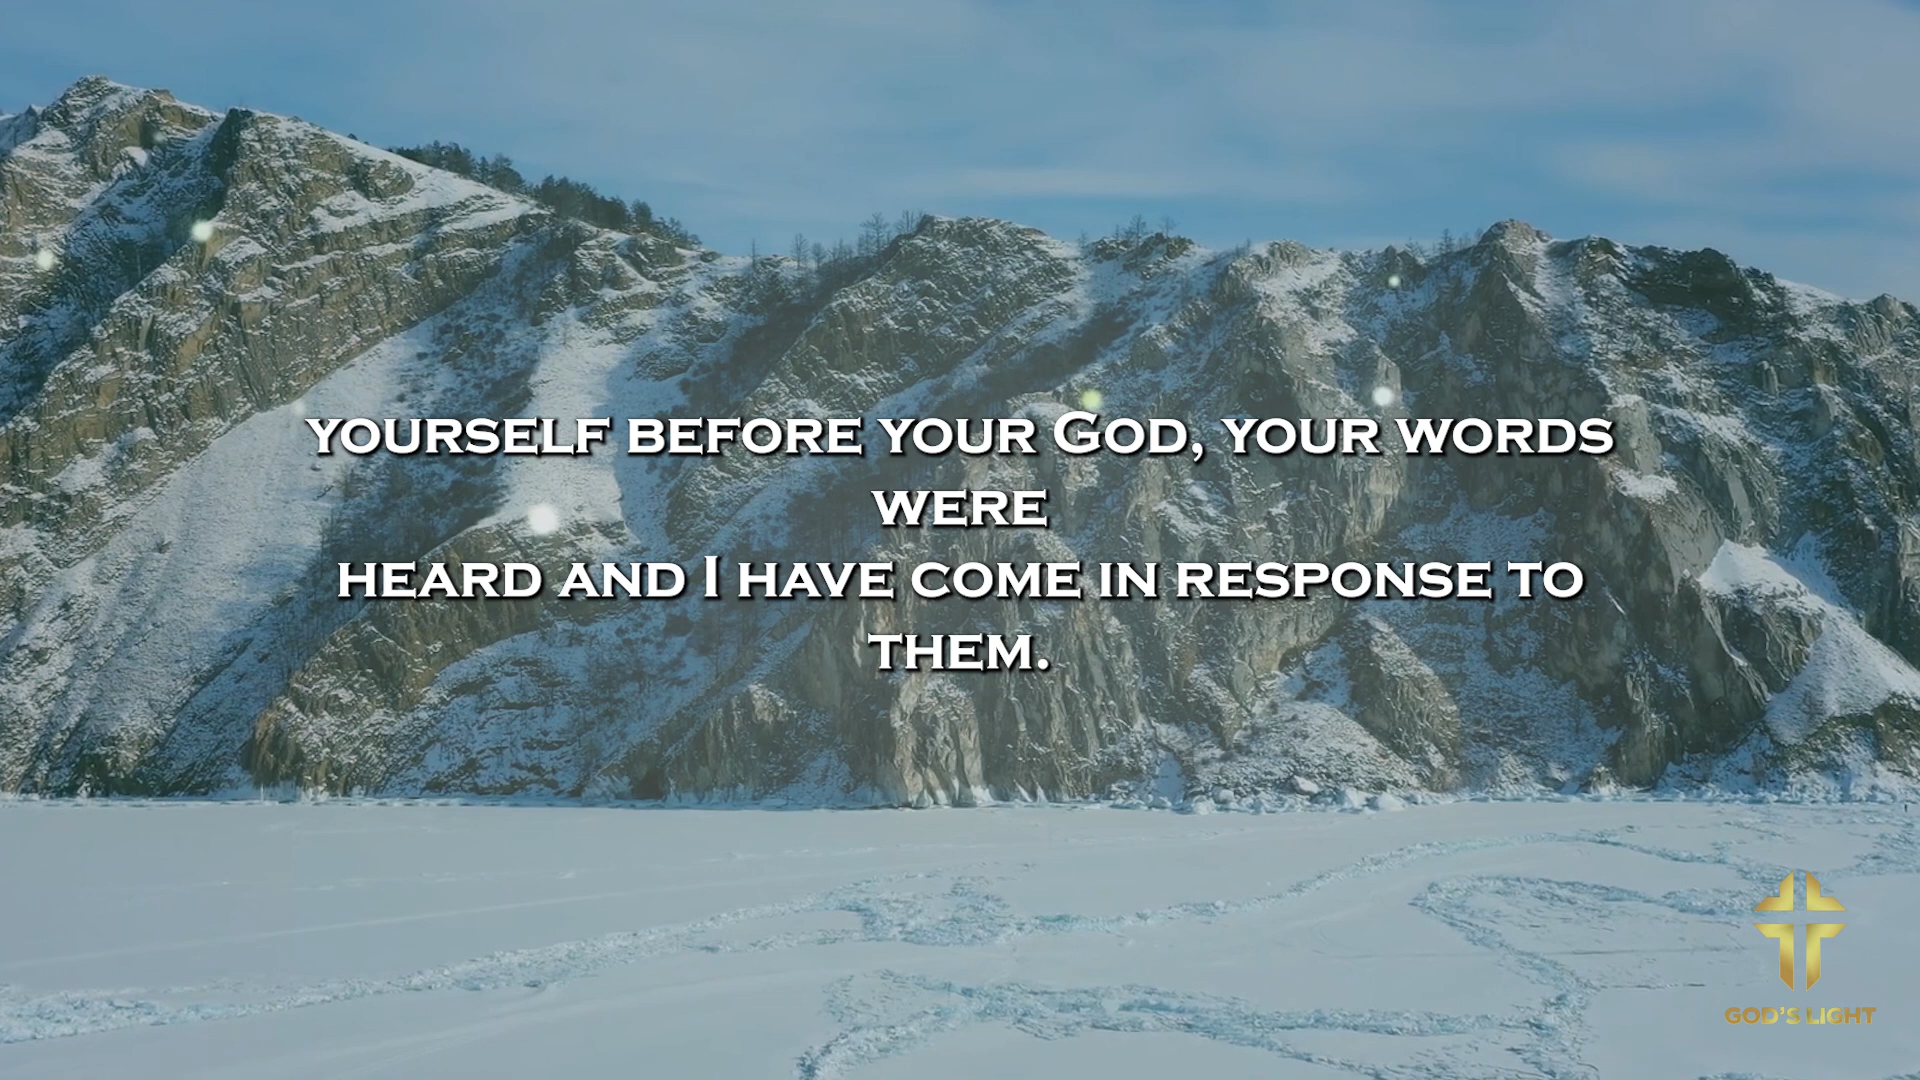 yourself before your God, your words
were
heard and I have come in response to
them.
GOD'S LIGHT